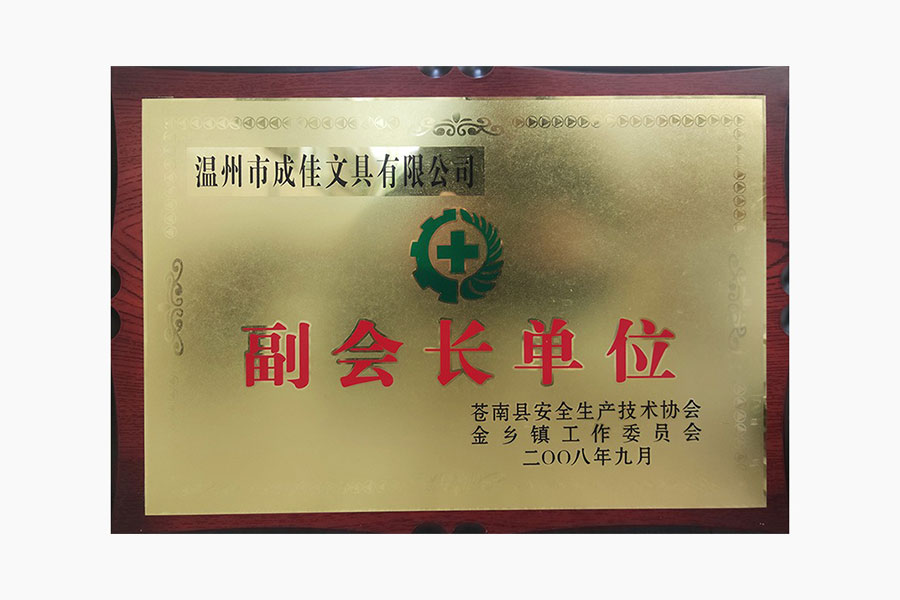 温州市成佳文具有限公司
副会长单位
苍南县安全生产技术协会
金乡镇工作委员会
二〇〇八年九月